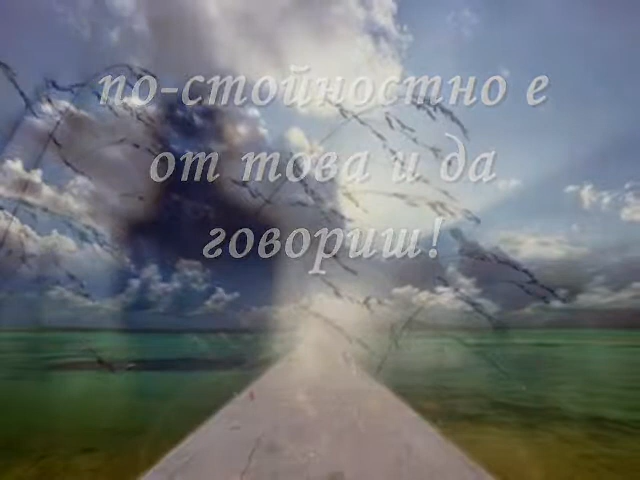 по-стойностно е
от това и да
говориш!